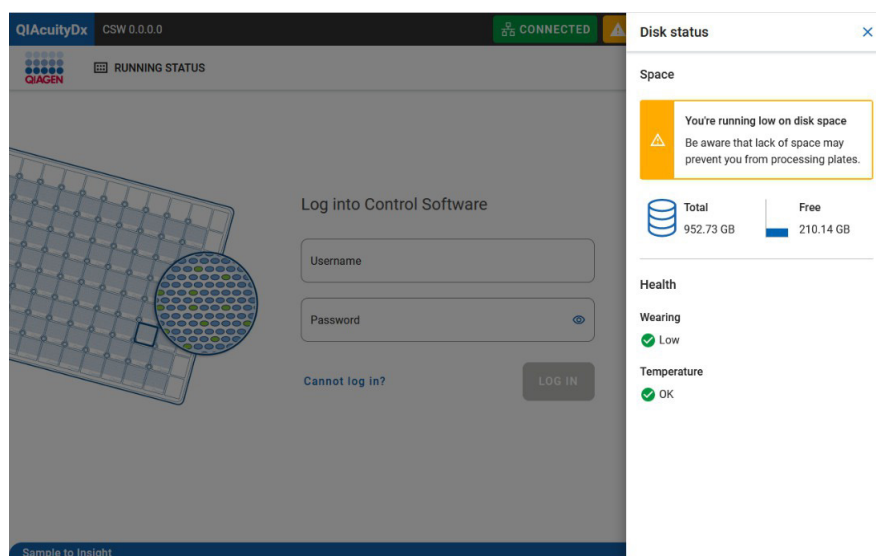 QIAcuityDx CSW 0.0.0.0 CONNECTED
QIAGEN RUNNING STATUS
Log into Control Software
Username
Password
Cannot log in? LOG IN
Sample to Insight
Disk status
Space
You're running low on disk space
Be aware that lack of space may
prevent you from processing plates.
Total Free
952.73 GB 210.14 GB
Health
Wearing
Low
Temperature
OK